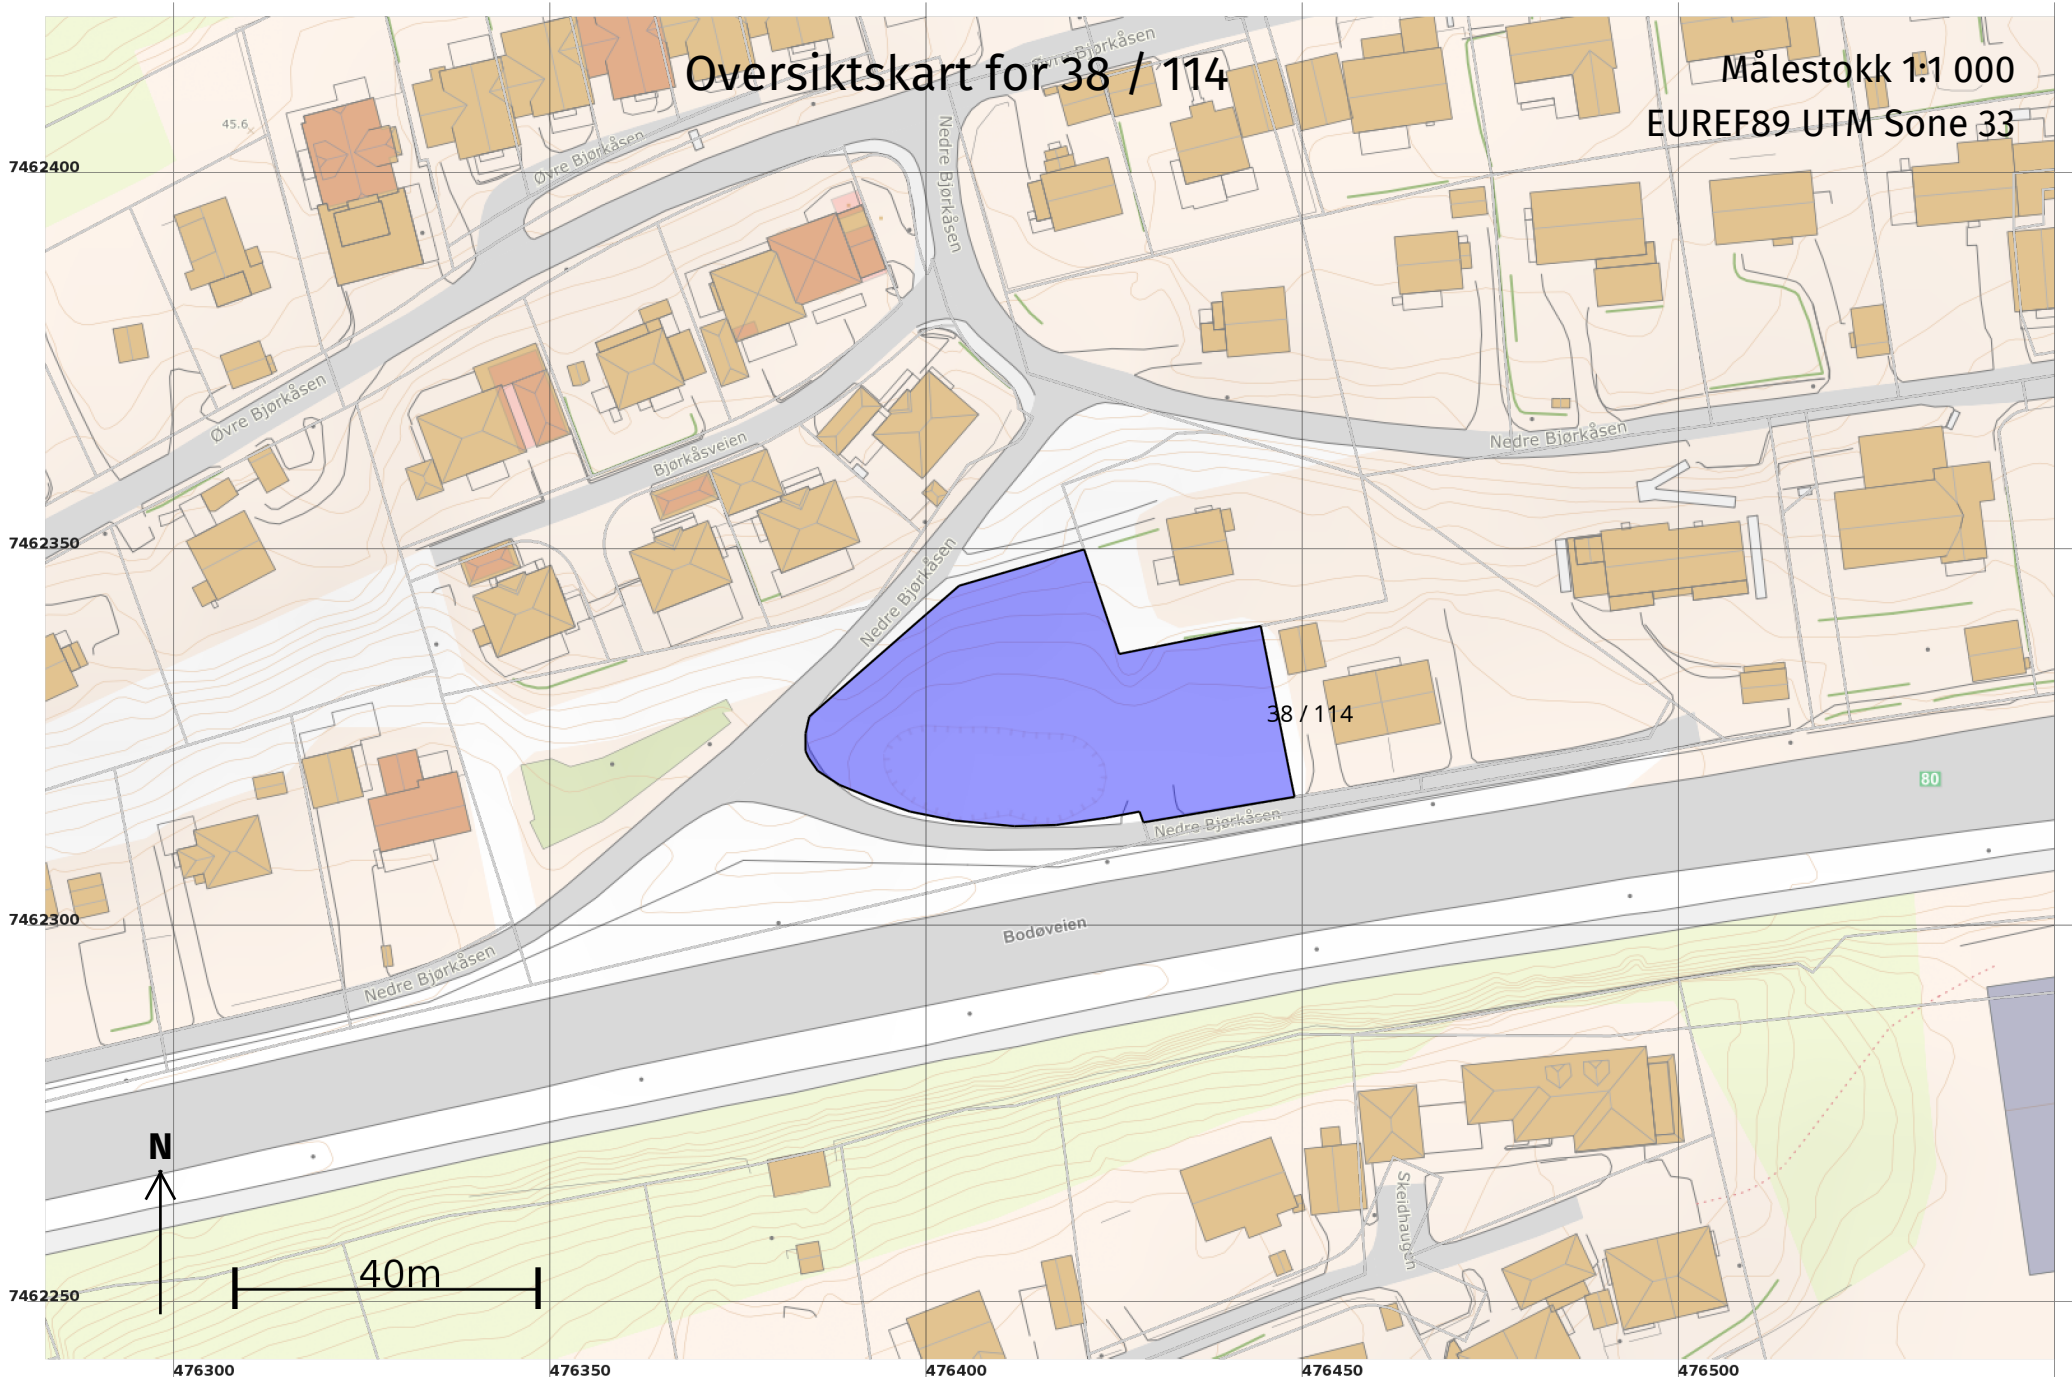 Oversiktskart for 38 / 114
Målestokk 1:1 000
EUREF89 UTM Sone 33
Øvre Bjørkåsen
45.6
Øvre Bjørkåsen
Nedre Bjørkåsen
7462400
Øvre Bjørkåsen
Bjørkåsveien
Nedre Bjørkåsen
7462350
Nedre Bjørkåsen
38 / 114
80
Nedre Bjørkåsen
7462300
Bodøveien
Nedre Bjørkåsen
N
Skeidhaugen
40m
7462250
476300
476350
476400
476450
476500